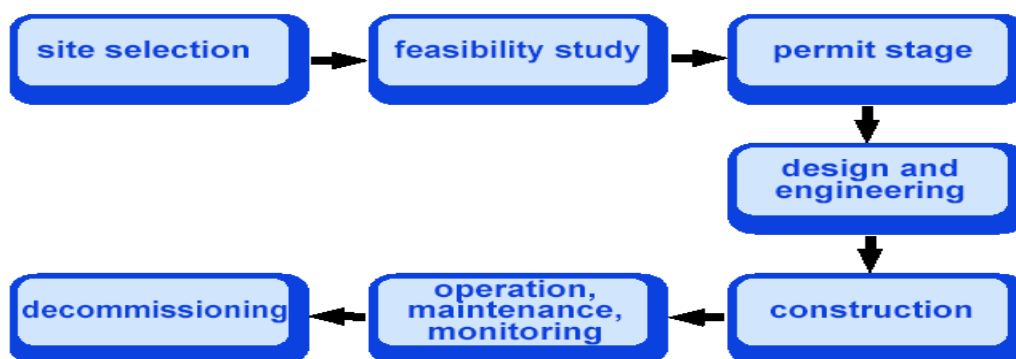 site selection
feasibility study
permit stage
design and
engineering
construction
operation,
maintenance,
monitoring
decommissioning